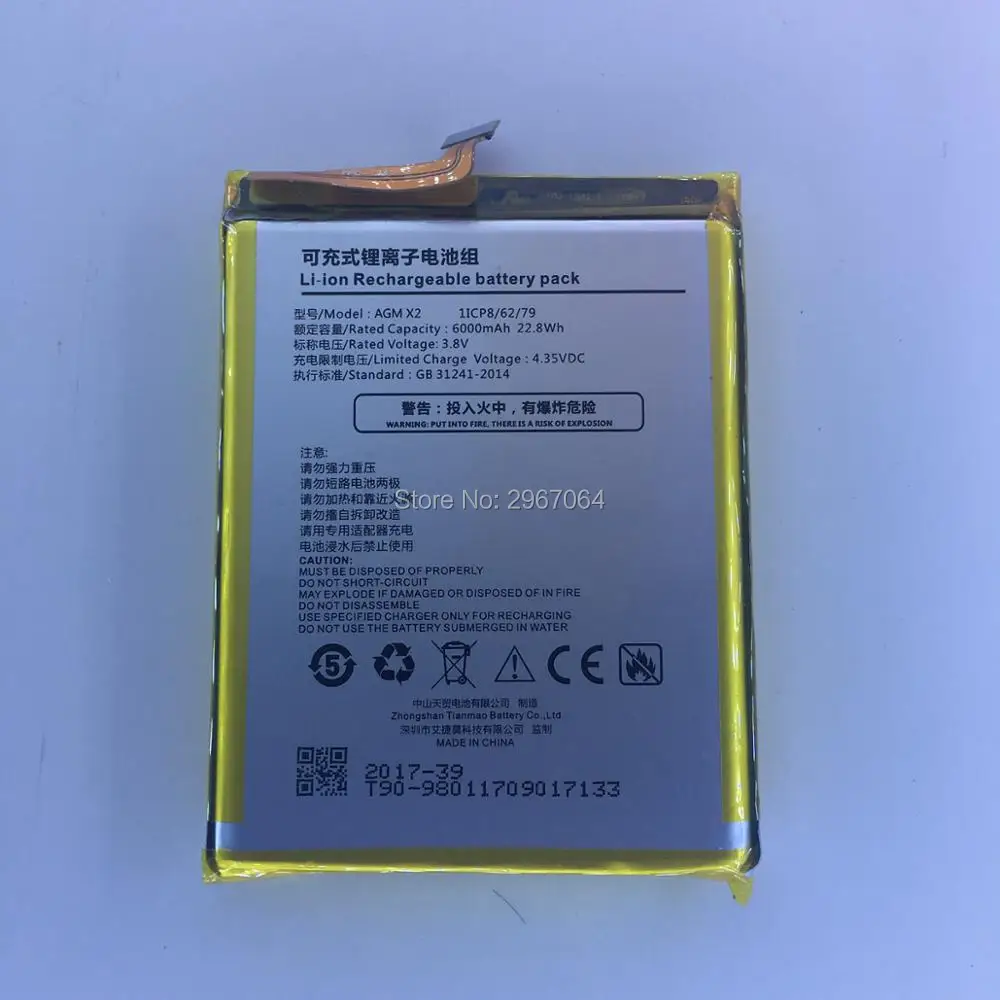 可充式锂离子电池组
Li-ion Rechargeable battery pack
型号/Model : AGM X2 1ICP8/62/79
额定容量/Rated Capacity : 6000mAh 22.8Wh
标称电压/Rated Voltage: 3.8V
充电限制电压/Limited Charge Voltage : 4.35VDC
执行标准/Standard : GB 31241-2014
警告：投入火中，有爆炸危险
WARNING: PUT INTO FIRE, THERE IS A RISK OF EXPLOSION
注意:
请勿强力重压
请勿短路电池两极
请勿加热和靠近火
Store No: 2967064
请勿擅自拆卸改造
请用专用适配器充电
电池浸水后禁止使用
CAUTION:
MUST BE DISPOSED OF PROPERLY
DO NOT SHORT-CIRCUIT
MAY EXPLODE IF DAMAGED OR DISPOSED OF IN FIRE
DO NOT DISASSEMBLE
USE SPECIFIED CHARGER ONLY FOR RECHARGING
DO NOT USE THE BATTERY SUBMERGED IN WATER
5 CE
中山天贸电池有限公司 制造
Zhongshan Tianmao Battery Co.,Ltd
深圳市艾捷莫科技有限公司 监制
MADE IN CHINA
2017-39
T90-98011709017133